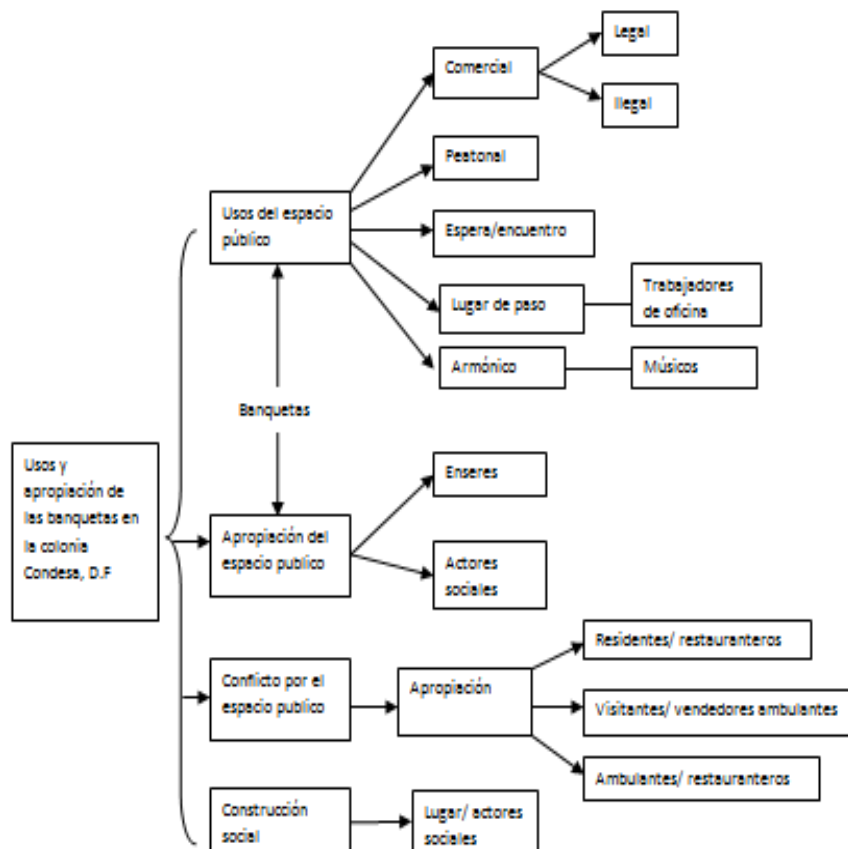 Legal
Comercial
Ilegal
Peatonal
Usos del espacio
público
Espera/encuentro
Lugar de paso
Trabajadores
de oficina
Armónico
Músicos
Banquetas
Usos y
apropiación de
las banquetas en
la colonia
Condesa, D.F
Enseres
Apropiación del
espacio publico
Actores
sociales
Conflicto por el
espacio publico
Apropiación
Residentes/ restauranteros
Visitantes/ vendedores ambulantes
Ambulantes/ restauranteros
Construcción
social
Lugar/ actores
sociales